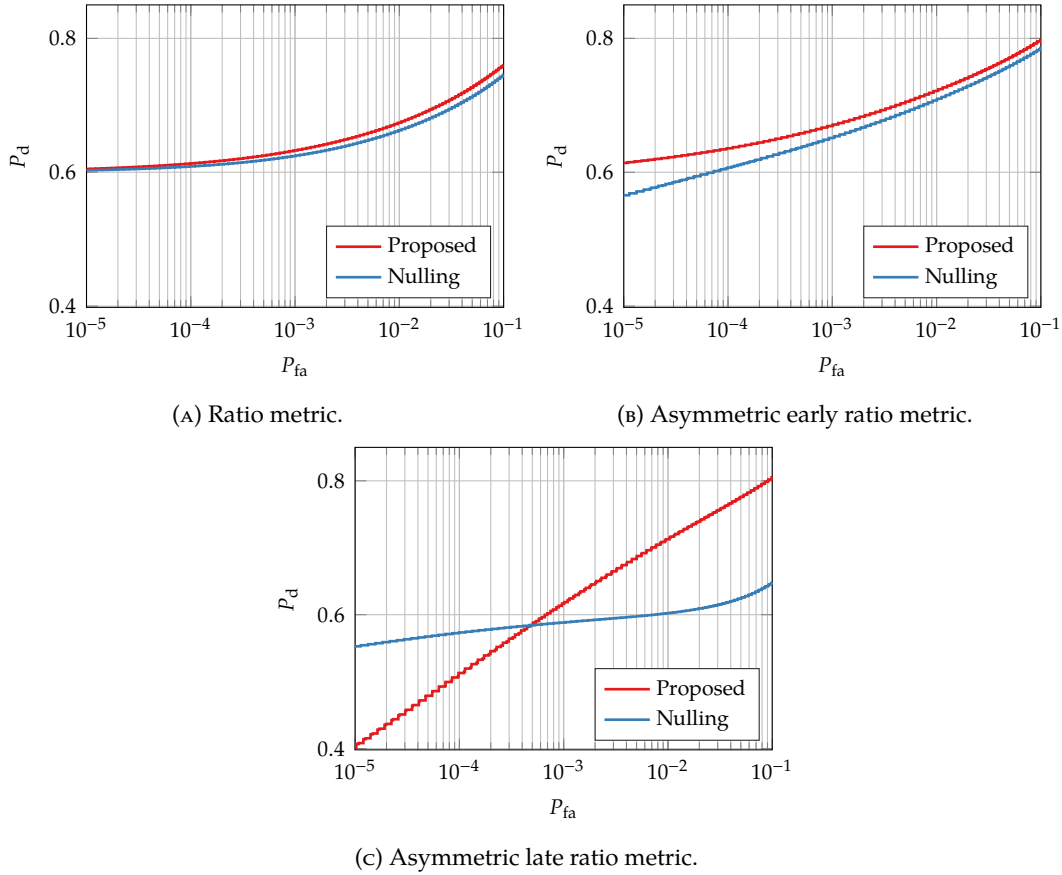 0.8
0.6
0.4
P_d
Proposed
Nulling
10^−5 10^−4 10^−3 10^−2 10^−1
P_fa
(A) Ratio metric.
0.8
0.6
0.4
P_d
Proposed
Nulling
10^−5 10^−4 10^−3 10^−2 10^−1
P_fa
(B) Asymmetric early ratio metric.
0.8
0.6
0.4
P_d
Proposed
Nulling
10^−5 10^−4 10^−3 10^−2 10^−1
P_fa
(C) Asymmetric late ratio metric.